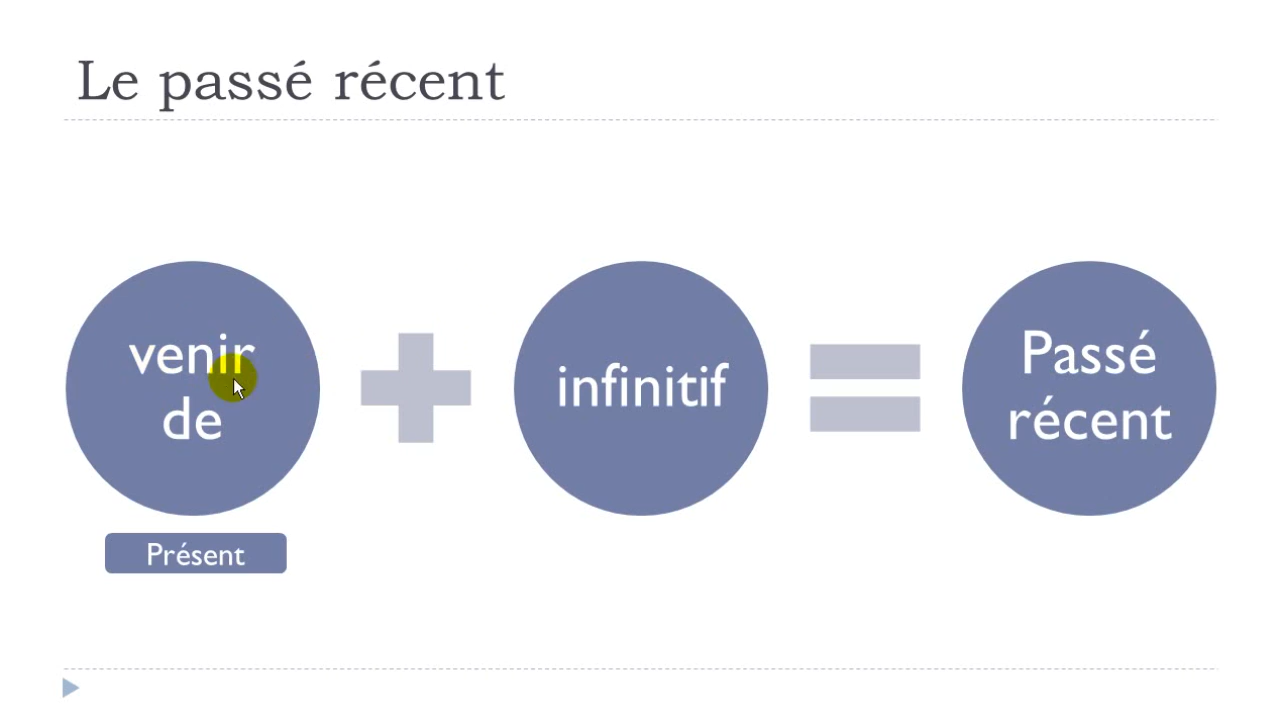 Le passé récent
venir
de
infinitif
Passé
récent
Présent